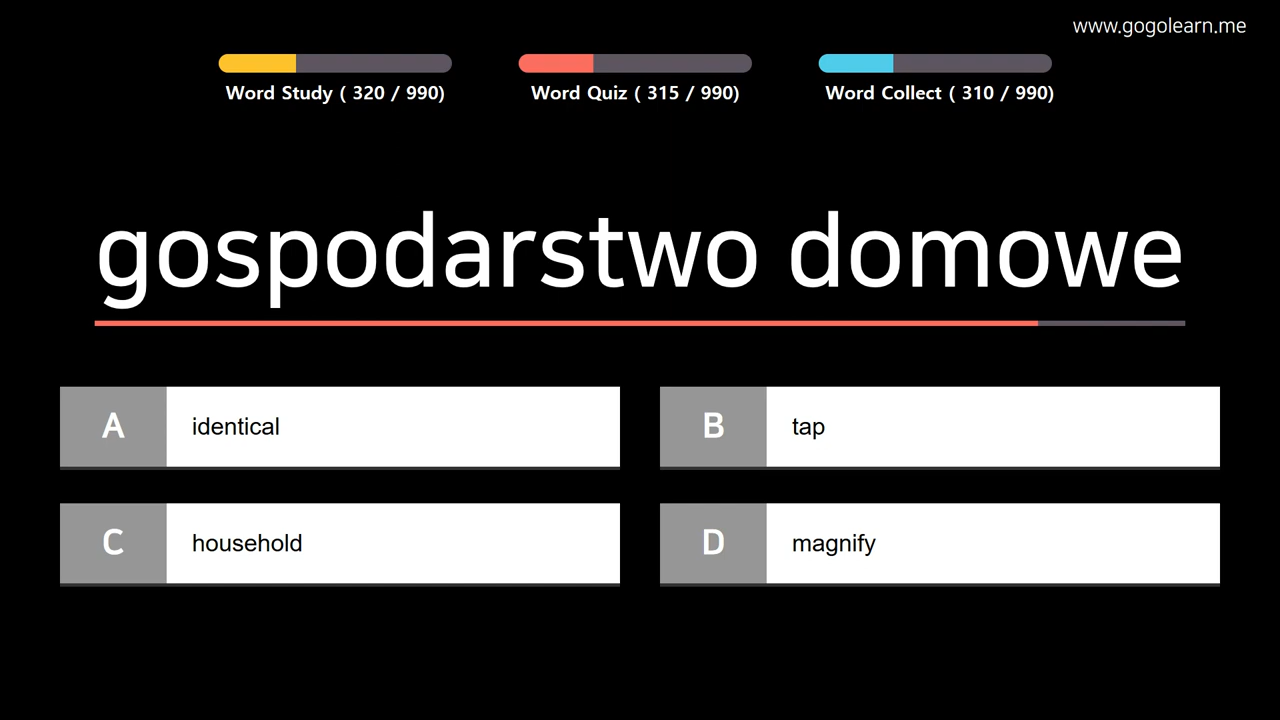 www.gogolearn.me
Word Study ( 320 / 990)
Word Quiz ( 315 / 990)
Word Collect ( 310 / 990)
gospodarstwo domowe
A identical
B tap
C household
D magnify